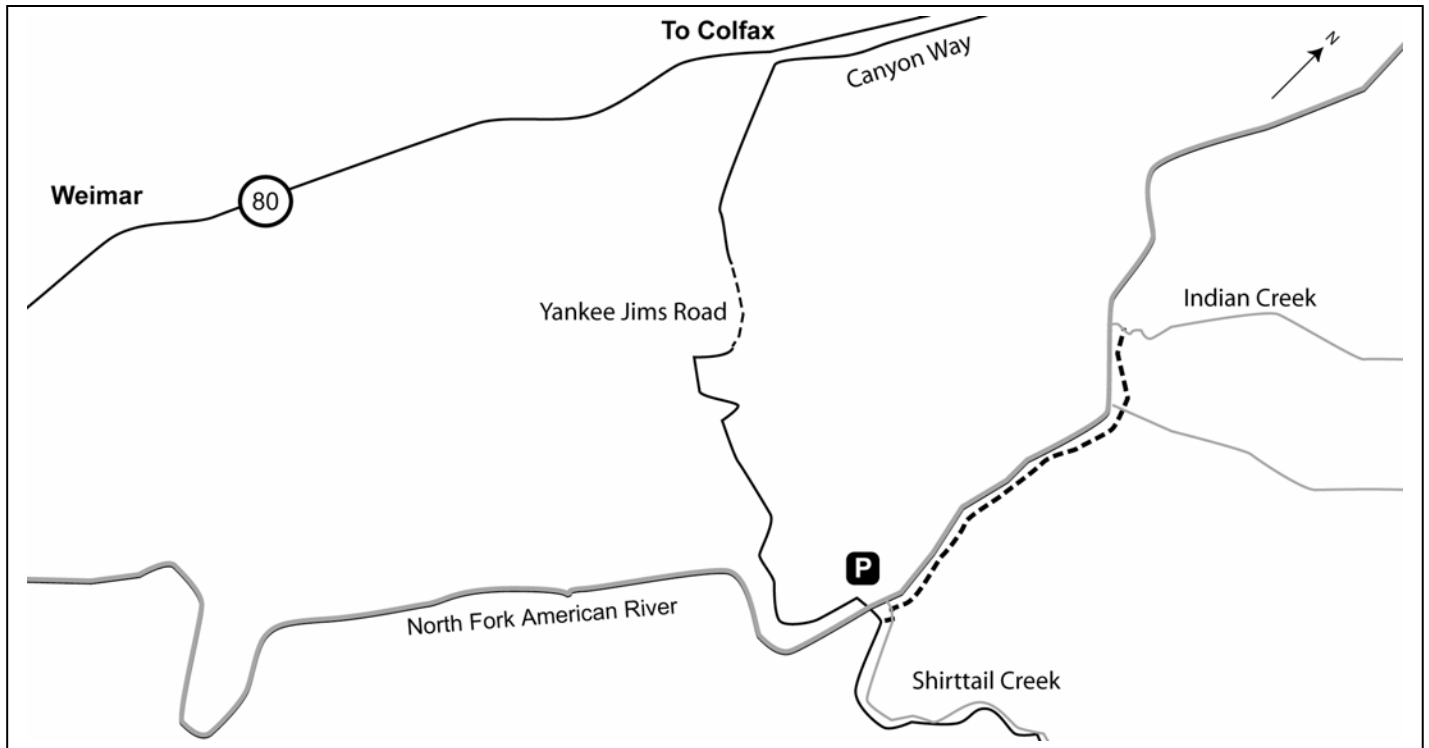 To Colfax
Canyon Way
N
Weimar
80
Yankee Jims Road
Indian Creek
P
North Fork American River
Shirttail Creek